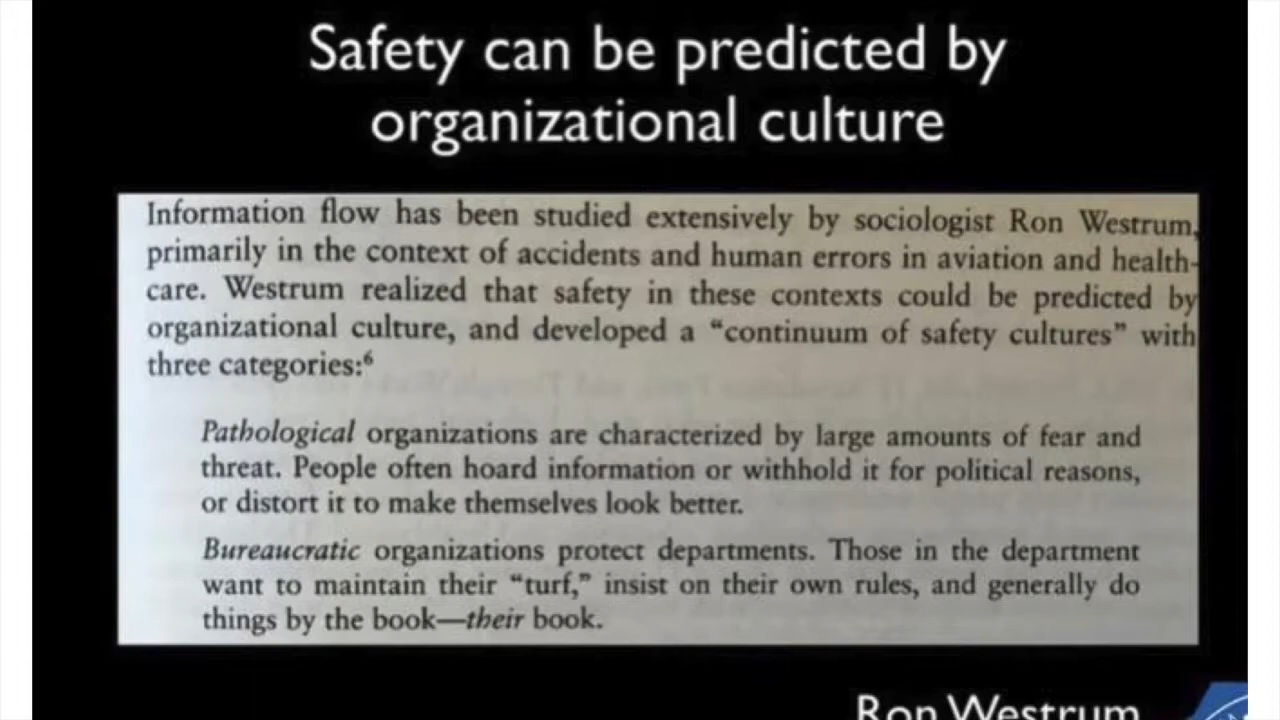 Safety can be predicted by
organizational culture
Information flow has been studied extensively by sociologist Ron Westrum,
primarily in the context of accidents and human errors in aviation and health-
care. Westrum realized that safety in these contexts could be predicted by
organizational culture, and developed a “continuum of safety cultures” with
three categories:⁶
Pathological organizations are characterized by large amounts of fear and
threat. People often hoard information or withhold it for political reasons,
or distort it to make themselves look better.
Bureaucratic organizations protect departments. Those in the department
want to maintain their “turf,” insist on their own rules, and generally do
things by the book—their book.
Ron Westrum